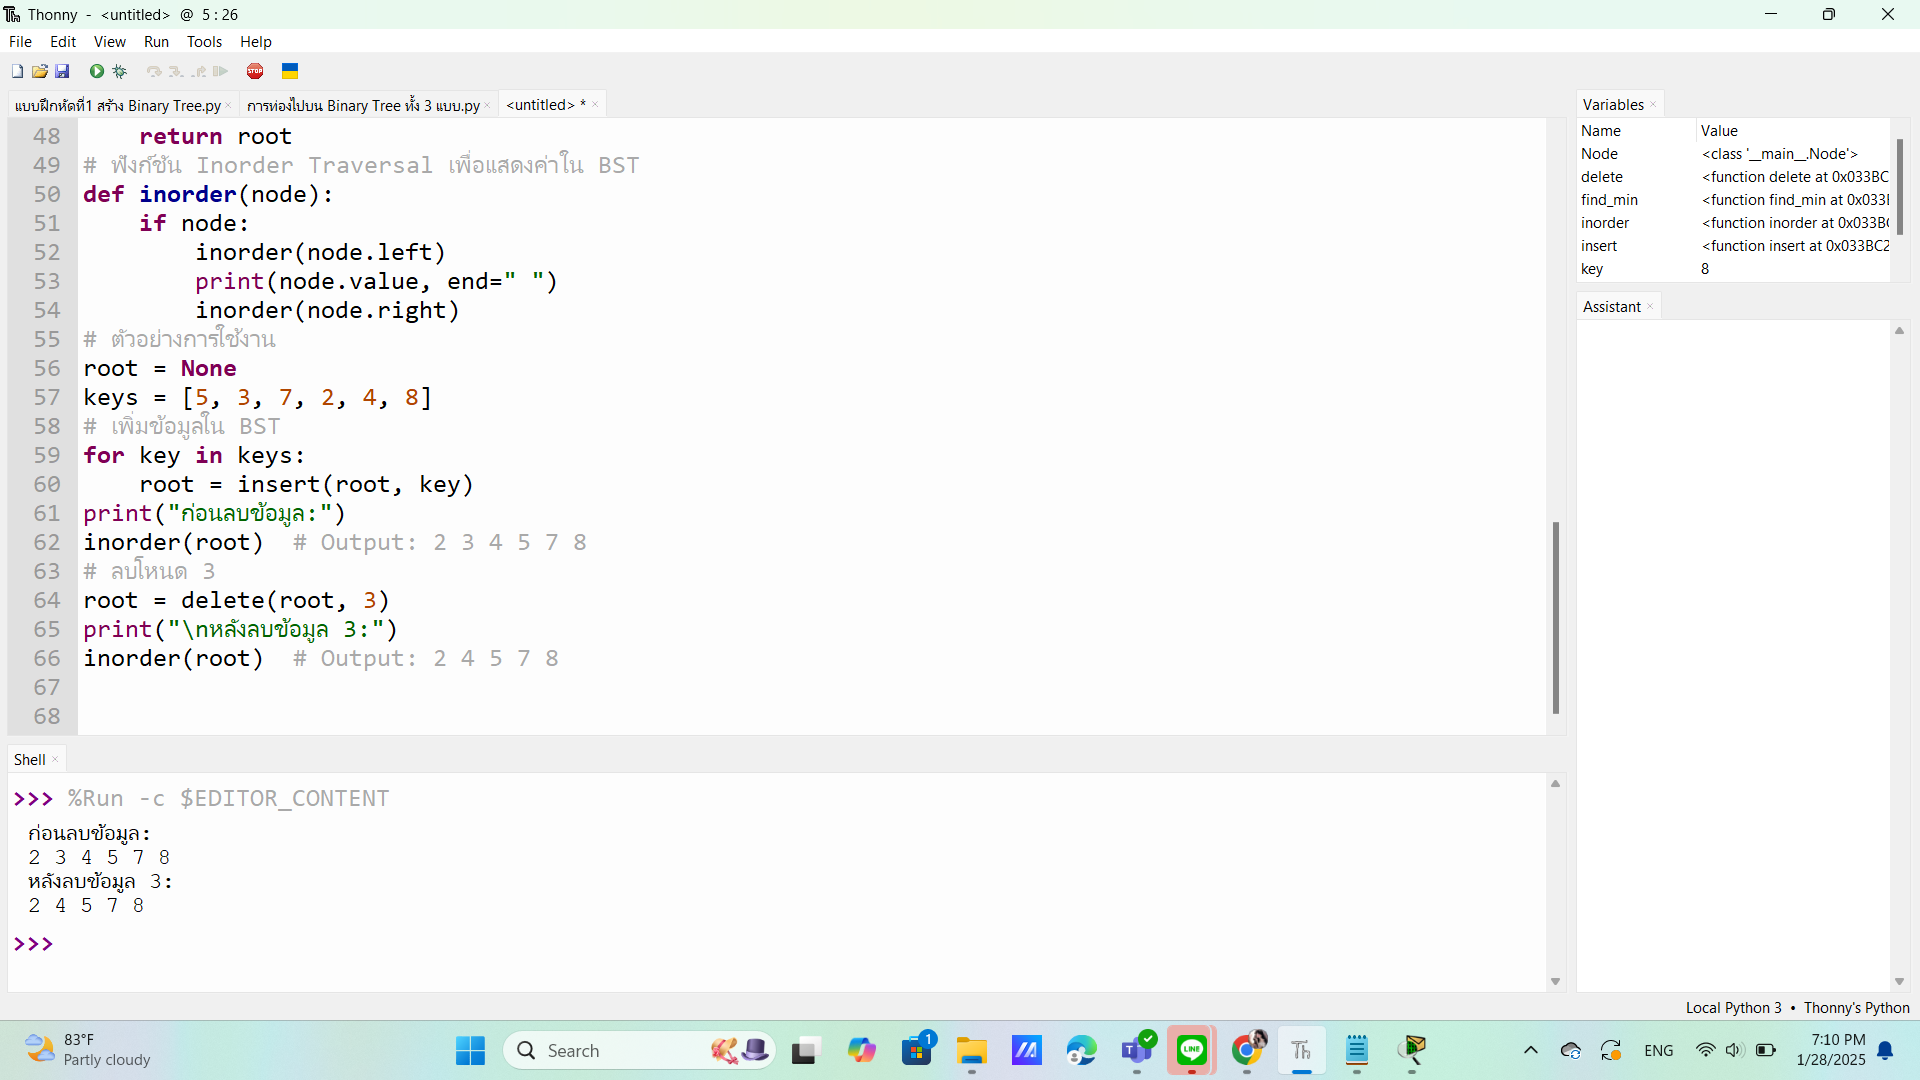 Thonny - <untitled> @ 5 : 26
File Edit View Run Tools Help
แบบฝึกหัดที่1 สร้าง Binary Tree.py × การท่องไปบน Binary Tree ทั้ง 3 แบบ.py × <untitled> * ×
48     return root
49 # ฟังก์ชัน Inorder Traversal เพื่อแสดงค่าใน BST
50 def inorder(node):
51     if node:
52         inorder(node.left)
53         print(node.value, end=" ")
54         inorder(node.right)
55 # ตัวอย่างการใช้งาน
56 root = None
57 keys = [5, 3, 7, 2, 4, 8]
58 # เพิ่มข้อมูลใน BST
59 for key in keys:
60     root = insert(root, key)
61 print("ก่อนลบข้อมูล:")
62 inorder(root)  # Output: 2 3 4 5 7 8
63 # ลบโหนด 3
64 root = delete(root, 3)
65 print("\nหลังลบข้อมูล 3:")
66 inorder(root)  # Output: 2 4 5 7 8
67
68
Shell ×
>>> %Run -c $EDITOR_CONTENT
ก่อนลบข้อมูล:
2 3 4 5 7 8
หลังลบข้อมูล 3:
2 4 5 7 8
>>>
Variables ×
Name Value
Node <class '__main__.Node'>
delete <function delete at 0x033BC
find_min <function find_min at 0x033
inorder <function inorder at 0x033B
insert <function insert at 0x033BC2
key 8
Assistant ×
Local Python 3 • Thonny's Python
83°F
Partly cloudy
Search
1
LINE
Th
ENG
7:10 PM
1/28/2025